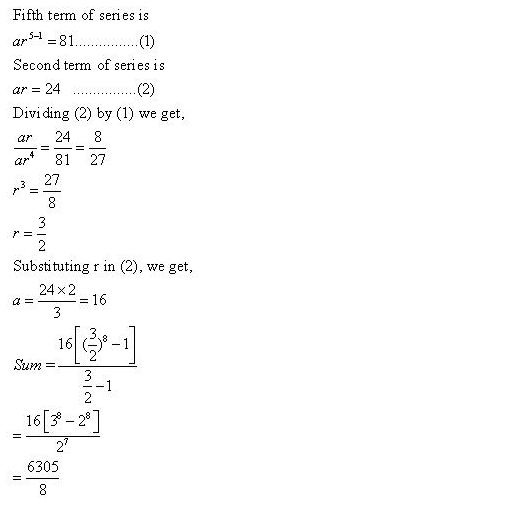 Fifth term of series is
ar^{5-1} = 81................(1)
Second term of series is
ar = 24 ................(2)
Dividing (2) by (1) we get,
\frac{ar}{ar^4} = \frac{24}{81} = \frac{8}{27}
r^3 = \frac{27}{8}
r = \frac{3}{2}
Substituting r in (2), we get,
a = \frac{24 \times 2}{3} = 16
Sum = \frac{16\left[(\frac{3}{2})^8 - 1\right]}{\frac{3}{2} - 1}
= \frac{16\left[3^8 - 2^8\right]}{2^7}
= \frac{6305}{8}